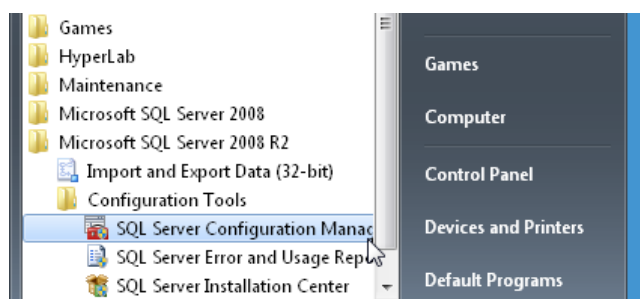 Games
HyperLab
Maintenance
Microsoft SQL Server 2008
Microsoft SQL Server 2008 R2
Import and Export Data (32-bit)
Configuration Tools
SQL Server Configuration Manag
SQL Server Error and Usage Repo
SQL Server Installation Center
Games
Computer
Control Panel
Devices and Printers
Default Programs